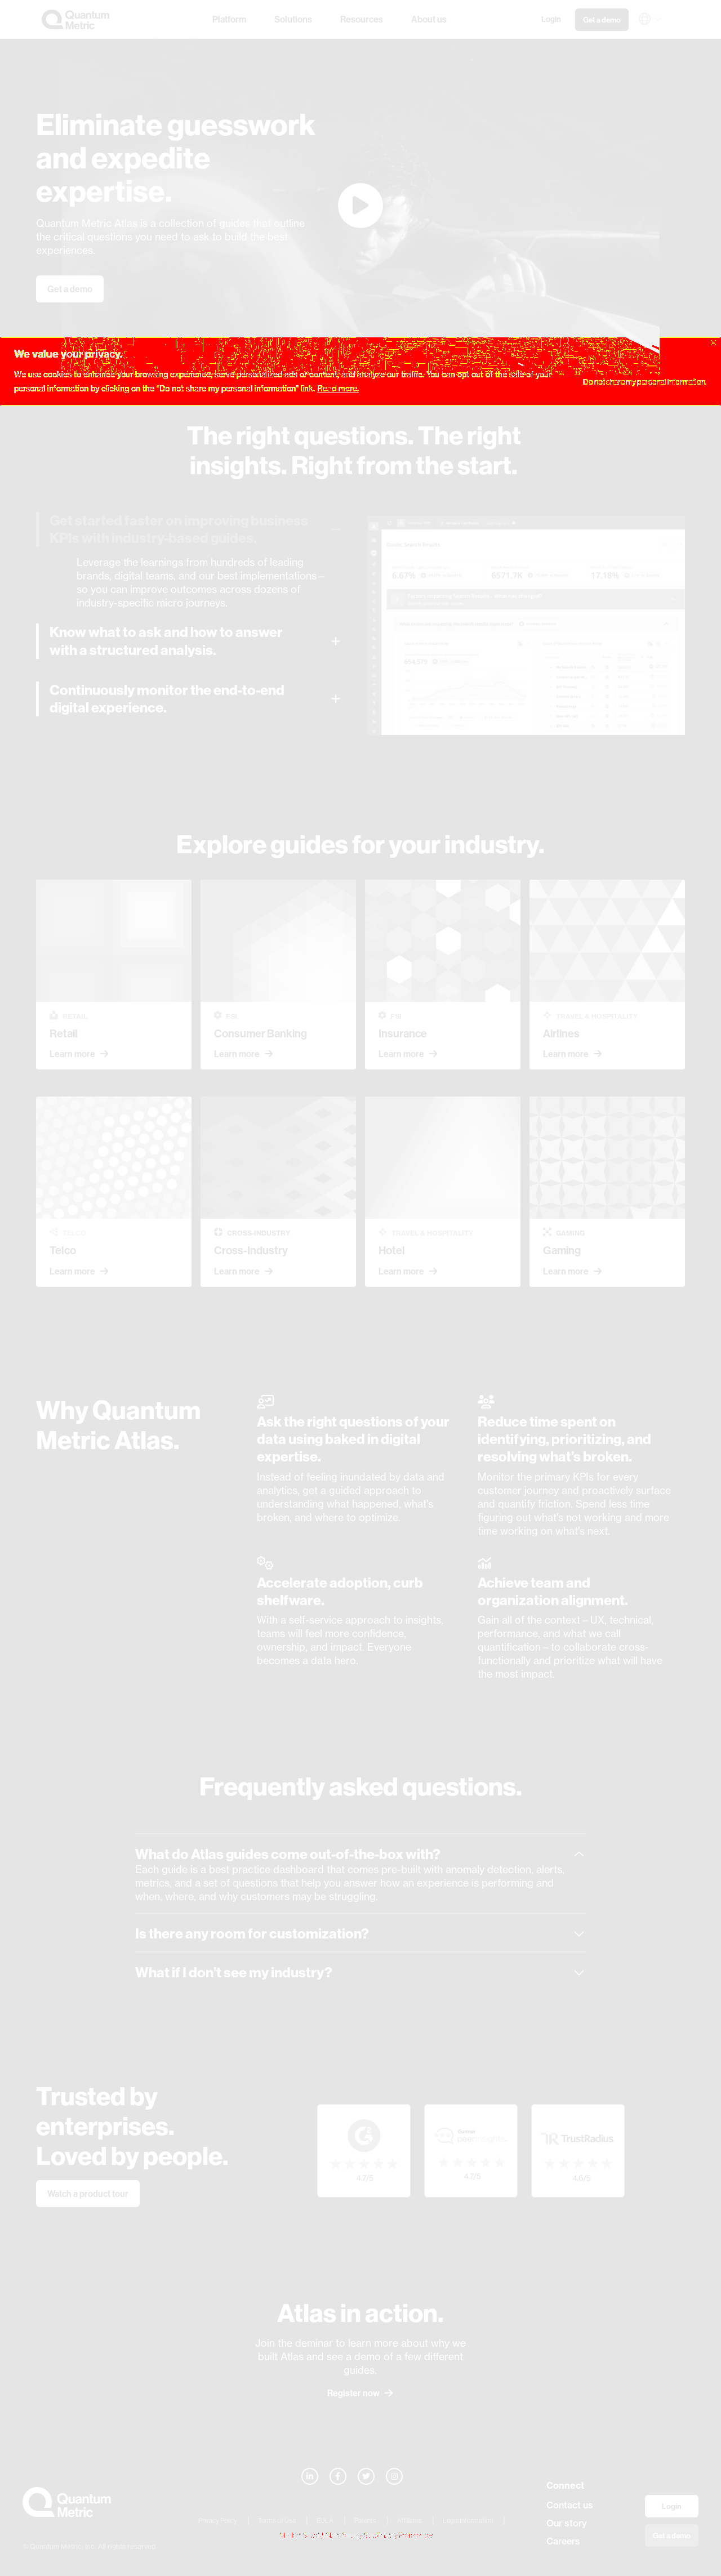 Quantum
Metric
Platform
Solutions
Resources
About us
Login
Get a demo
Eliminate guesswork
and expedite
expertise.
Quantum Metric Atlas is a collection of guides that outline
the critical questions you need to ask to build the best
experiences.
Get a demo
We value your privacy.
We use cookies to enhance your browsing experience, serve personalized ads or content, and analyze our traffic. You can opt out of the sale of your
personal information by clicking on the "Do not share my personal information" link. Read more.
Do not share my personal information.
The right questions. The right
insights. Right from the start.
Get started faster on improving business
KPIs with industry-based guides.
Leverage the learnings from hundreds of leading
brands, digital teams, and our best implementations –
so you can improve outcomes across dozens of
industry-specific micro journeys.
Know what to ask and how to answer
with a structured analysis.
Continuously monitor the end-to-end
digital experience.
6.67%
$571.76
17.18%
654,579
Explore guides for your industry.
RETAIL
Retail
Learn more
FSI
Consumer Banking
Learn more
FSI
Insurance
Learn more
TRAVEL & HOSPITALITY
Airlines
Learn more
TELCO
Telco
Learn more
CROSS-INDUSTRY
Cross-Industry
Learn more
TRAVEL & HOSPITALITY
Hotel
Learn more
GAMING
Gaming
Learn more
Why Quantum
Metric Atlas.
Ask the right questions of your
data using baked in digital
expertise.
Instead of feeling inundated by data and
analytics, get a guided approach to
understanding what happened, what's
broken, and where to optimize.
Reduce time spent on
identifying, prioritizing, and
resolving what's broken.
Monitor the primary KPIs for every
customer journey and proactively surface
and quantify friction. Spend less time
figuring out what's not working and more
time working on what's next.
Accelerate adoption, curb
shelfware.
With a self-service approach to insights,
teams will feel more confidence,
ownership, and impact. Everyone
becomes a data hero.
Achieve team and
organization alignment.
Gain all of the context – UX, technical,
performance, and what we call
quantification – to collaborate cross-
functionally and prioritize what will have
the most impact.
Frequently asked questions.
What do Atlas guides come out-of-the-box with?
Each guide is a best practice dashboard that comes pre-built with anomaly detection, alerts,
metrics, and a set of questions that help you answer how an experience is performing and
when, where, and why customers may be struggling.
Is there any room for customization?
What if I don't see my industry?
Trusted by
enterprises.
Loved by people.
Watch a product tour
4.7/5
peerinsights
4.7/5
TrustRadius
4.6/5
Atlas in action.
Join the deminar to learn more about why we
built Atlas and see a demo of a few different
guides.
Register now
Quantum
Metric
© Quantum Metric, Inc. All rights reserved.
Privacy Policy
Connect
Contact us
Our story
Careers
Login
Get a demo